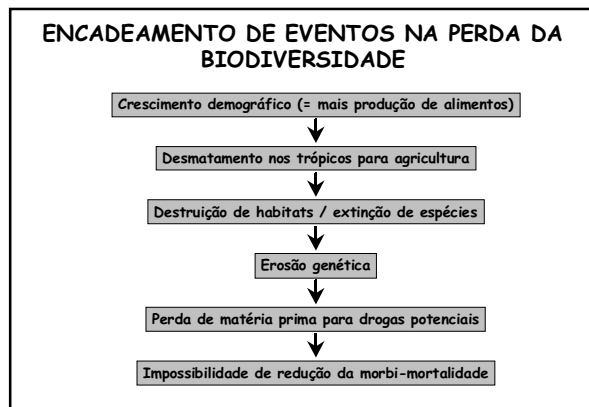 ENCADEAMENTO DE EVENTOS NA PERDA DA
BIODIVERSIDADE
Crescimento demográfico (= mais produção de alimentos)
Desmatamento nos trópicos para agricultura
Destruição de habitats / extinção de espécies
Erosão genética
Perda de matéria prima para drogas potenciais
Impossibilidade de redução da morbi-mortalidade